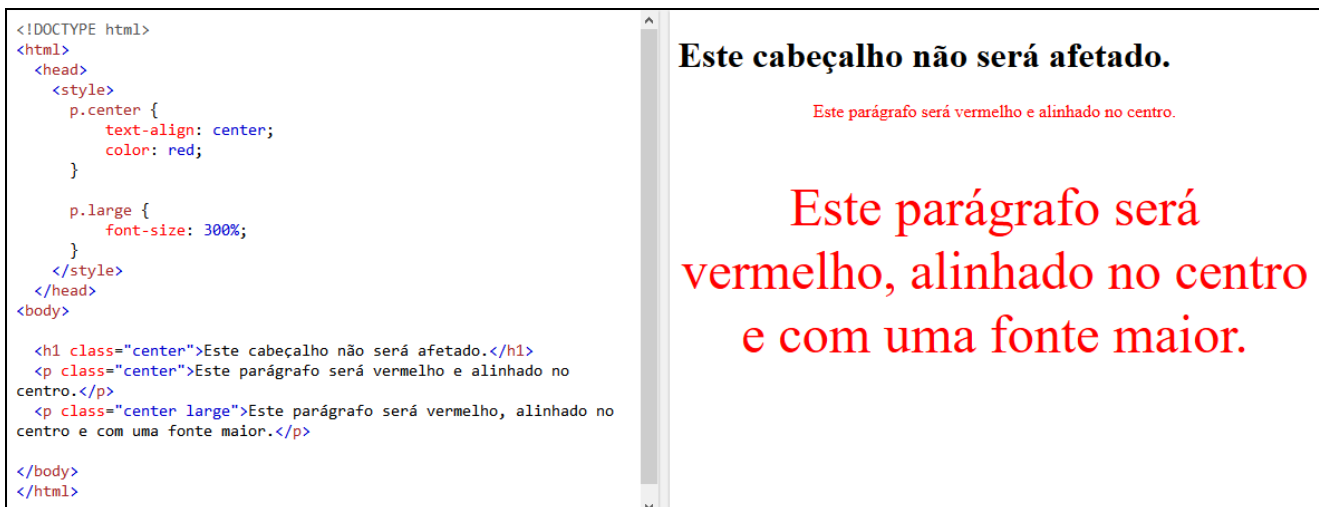 <!DOCTYPE html>
<html>
  <head>
    <style>
      p.center {
          text-align: center;
          color: red;
      }

      p.large {
          font-size: 300%;
      }
    </style>
  </head>
<body>

  <h1 class="center">Este cabeçalho não será afetado.</h1>
  <p class="center">Este parágrafo será vermelho e alinhado no
centro.</p>
  <p class="center large">Este parágrafo será vermelho, alinhado no
centro e com uma fonte maior.</p>

</body>
</html>
Este cabeçalho não será afetado.
Este parágrafo será vermelho e alinhado no centro.
Este parágrafo será
vermelho, alinhado no centro
e com uma fonte maior.